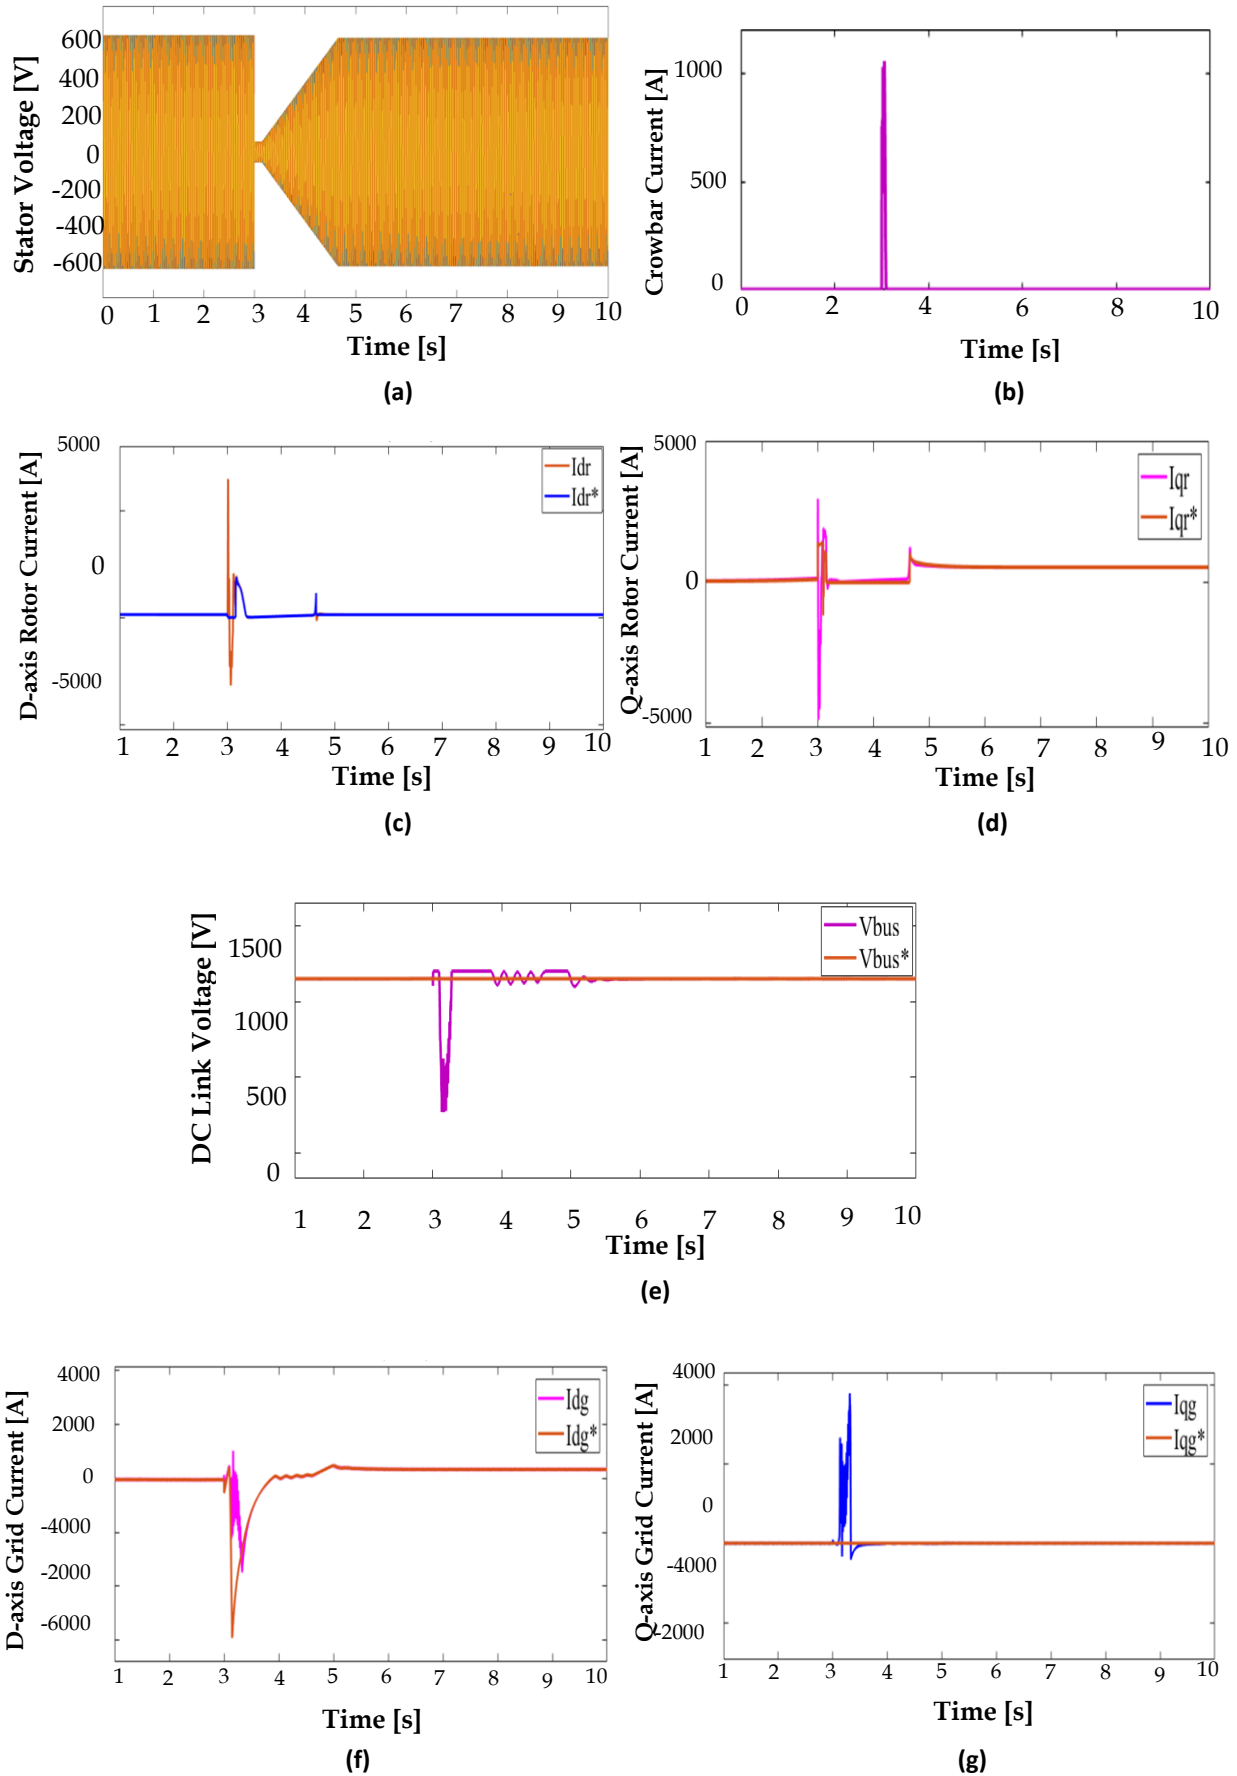 Stator Voltage [V]
600
400
200
0
-200
-400
-600
0 1 2 3 4 5 6 7 8 9 10
Time [s]
(a)
Crowbar Current [A]
1000
500
0
0 2 4 6 8 10
Time [s]
(b)
D-axis Rotor Current [A]
5000
0
-5000
Idr
Idr*
1 2 3 4 5 6 7 8 9 10
Time [s]
(c)
Q-axis Rotor Current [A]
5000
0
-5000
Iqr
Iqr*
1 2 3 4 5 6 7 8 9 10
Time [s]
(d)
DC Link Voltage [V]
1500
1000
500
0
Vbus
Vbus*
1 2 3 4 5 6 7 8 9 10
Time [s]
(e)
D-axis Grid Current [A]
4000
2000
0
-4000
-2000
-6000
Idg
Idg*
1 2 3 4 5 6 7 8 9 10
Time [s]
(f)
Q-axis Grid Current [A]
4000
2000
0
-4000
-2000
Iqg
Iqg*
1 2 3 4 5 6 7 8 9 10
Time [s]
(g)